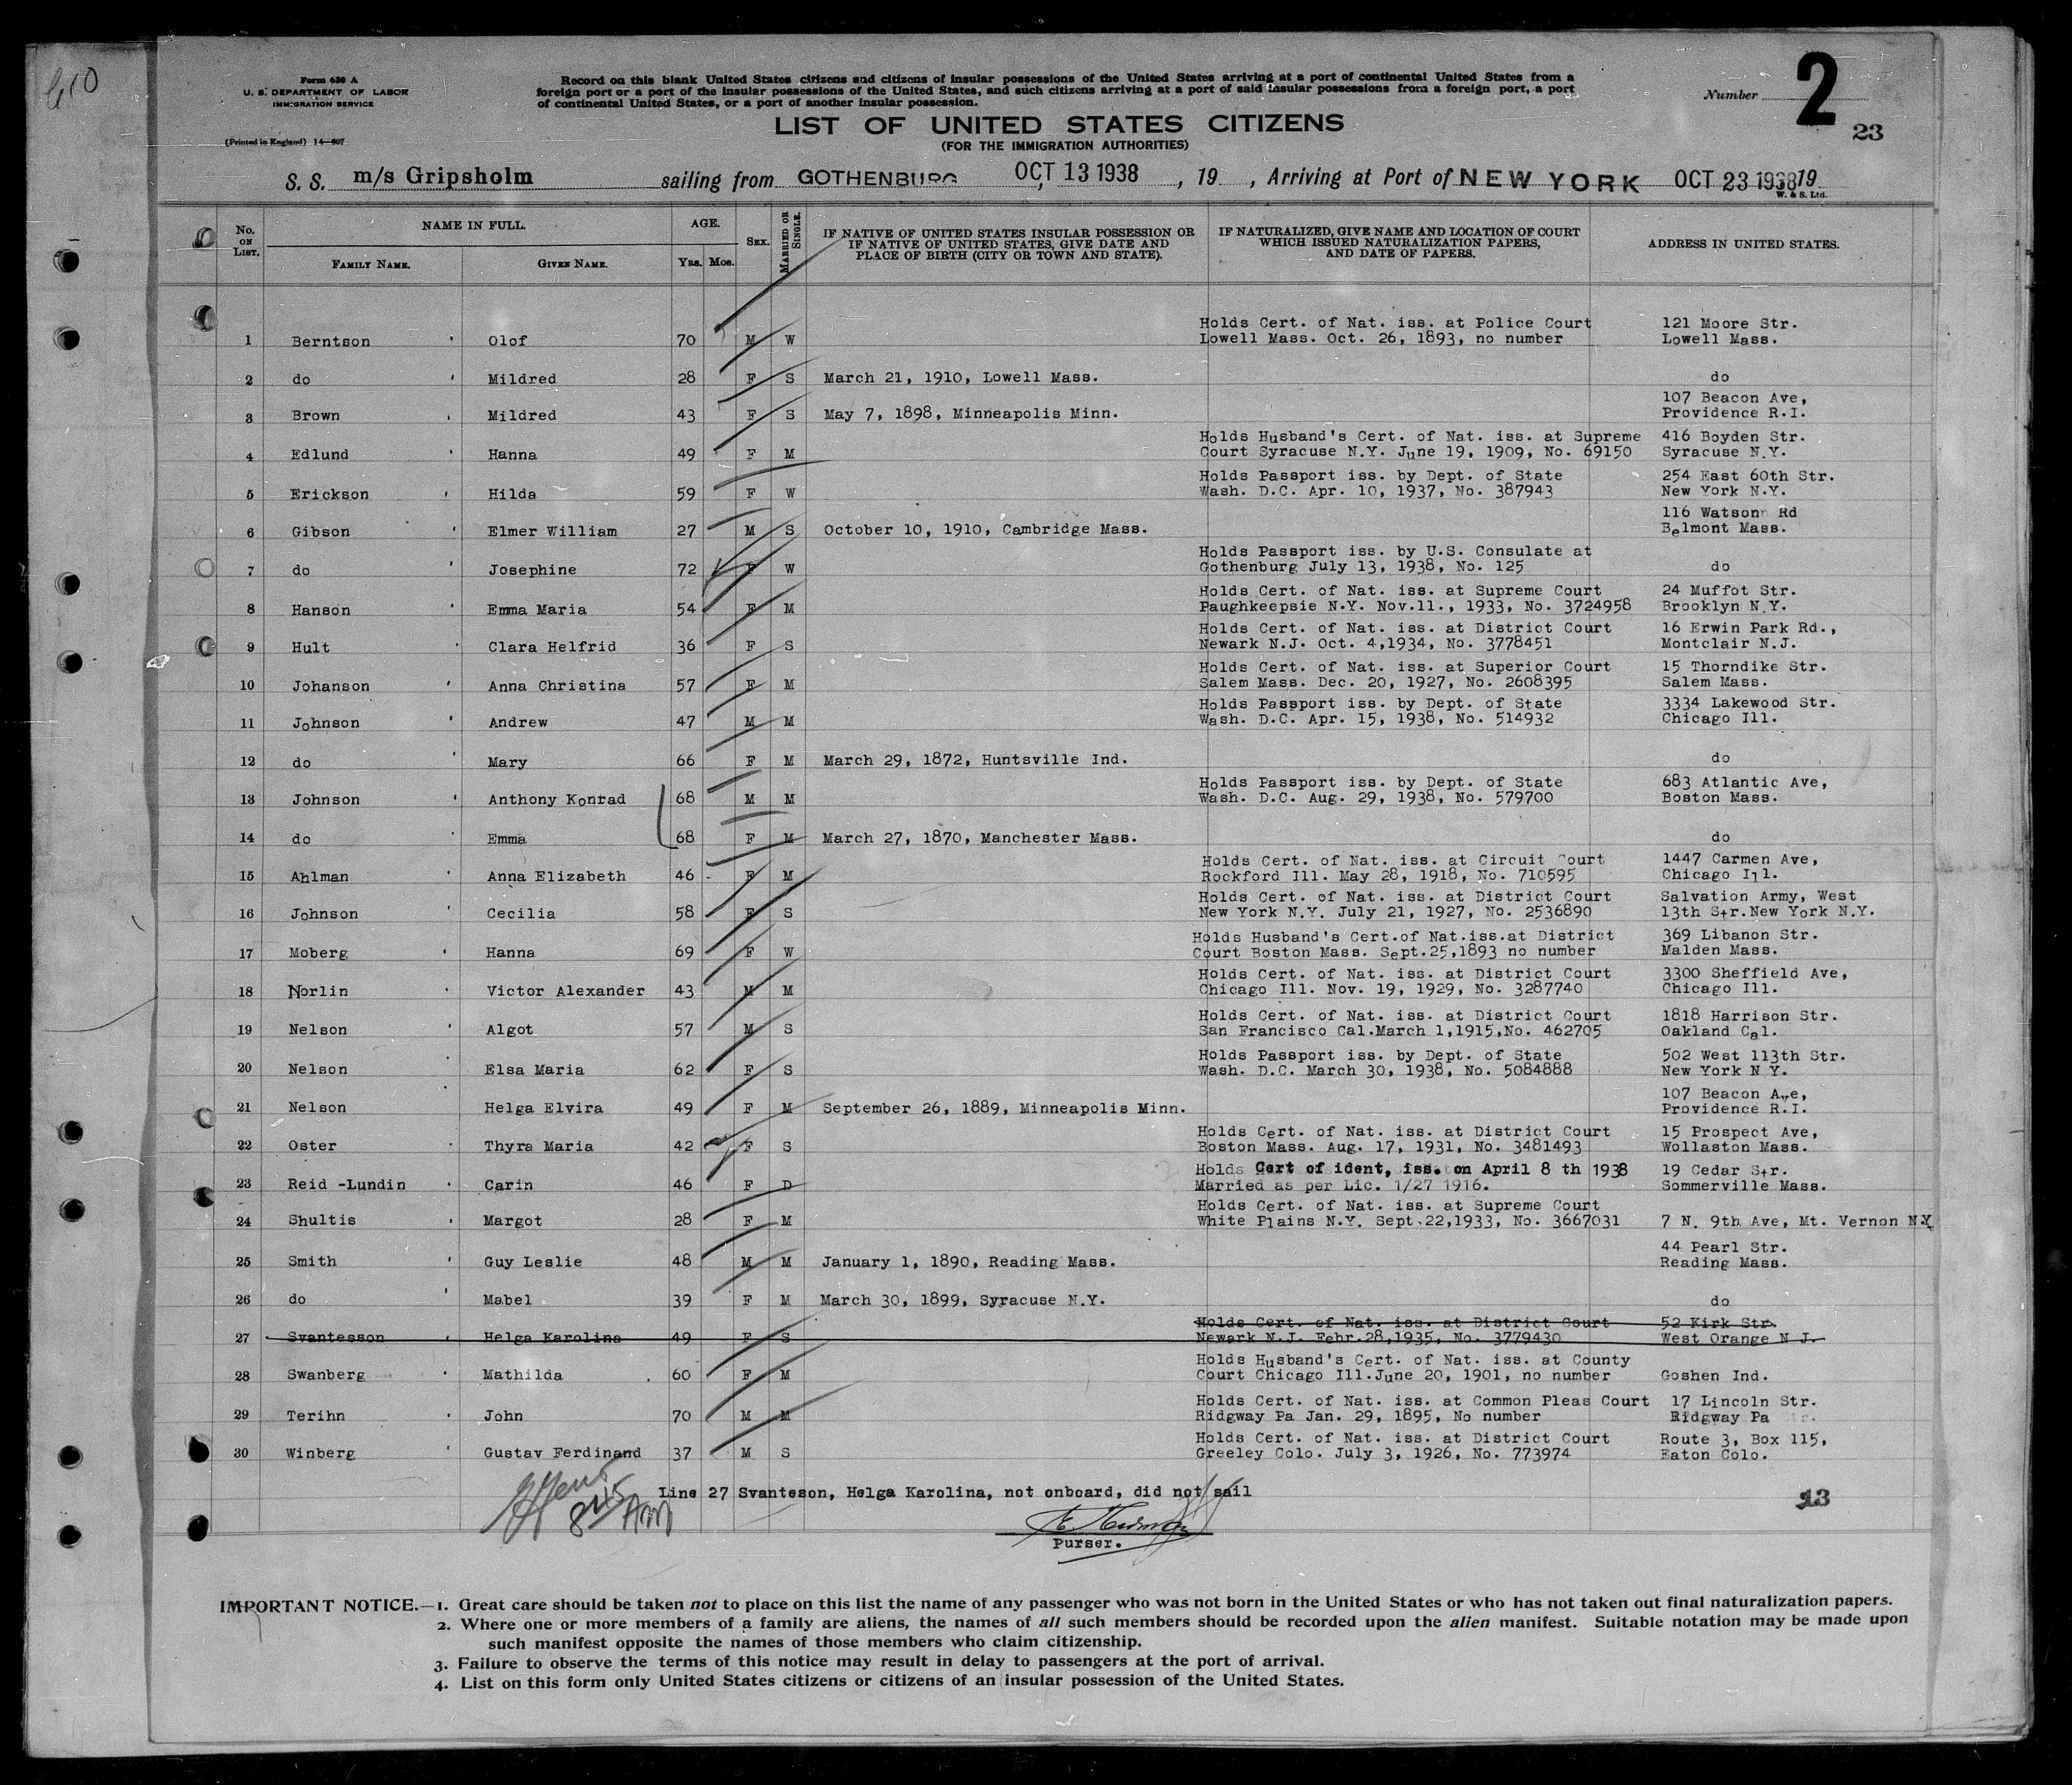 Form 630 A
U. S. DEPARTMENT OF LABOR
IMMIGRATION SERVICE
(Printed in England) 14—607
Record on this blank United States citizens and citizens of insular possessions of the United States arriving at a port of continental United States from a
foreign port or a port of the insular possessions of the United States, and such citizens arriving at a port of said insular possessions from a foreign port, a port
of continental United States, or a port of another insular possession.
Number 2
23
LIST OF UNITED STATES CITIZENS
(FOR THE IMMIGRATION AUTHORITIES)
S. S. m/s Gripsholm sailing from GOTHENBURG OCT 13 1938, 19 , Arriving at Port of NEW YORK OCT 23 1938 19
W. & S. Ltd.
No. ON LIST. NAME IN FULL. AGE. SEX. MARRIED OR SINGLE. IF NATIVE OF UNITED STATES INSULAR POSSESSION OR IF NATIVE OF UNITED STATES, GIVE DATE AND PLACE OF BIRTH (CITY OR TOWN AND STATE). IF NATURALIZED, GIVE NAME AND LOCATION OF COURT WHICH ISSUED NATURALIZATION PAPERS, AND DATE OF PAPERS. ADDRESS IN UNITED STATES.
FAMILY NAME. GIVEN NAME. YRS. MOS.
Holds Cert. of Nat. iss. at Police Court 121 Moore Str.
1 Berntson Olof 70 M W Lowell Mass. Oct. 26, 1893, no number Lowell Mass.
2 do Mildred 28 F S March 21, 1910, Lowell Mass. do
107 Beacon Ave,
3 Brown Mildred 43 F S May 7, 1898, Minneapolis Minn. Providence R.I.
Holds Husband's Cert. of Nat. iss. at Supreme 416 Boyden Str.
4 Edlund Hanna 49 F M Court Syracuse N.Y. June 19, 1909, No. 69150 Syracuse N.Y.
Holds Passport iss. by Dept. of State 254 East 60th Str.
5 Erickson Hilda 59 F W Wash. D.C. Apr. 10, 1937, No. 387943 New York N.Y.
116 Watson Rd
6 Gibson Elmer William 27 M S October 10, 1910, Cambridge Mass. Belmont Mass.
Holds Passport iss. by U.S. Consulate at
7 do Josephine 72 F W Gothenburg July 13, 1938, No. 125 do
Holds Cert. of Nat. iss. at Supreme Court 24 Muffot Str.
8 Hanson Emma Maria 54 F M Paughkeepsie N.Y. Nov.11., 1933, No. 3724958 Brooklyn N.Y.
Holds Cert. of Nat. iss. at District Court 16 Erwin Park Rd.,
9 Hult Clara Helfrid 36 F S Newark N.J. Oct. 4,1934, No. 3778451 Montclair N.J.
Holds Cert. of Nat. iss. at Superior Court 15 Thorndike Str.
10 Johanson Anna Christina 57 F M Salem Mass. Dec. 20, 1927, No. 2608395 Salem Mass.
Holds Passport iss. by Dept. of State 3334 Lakewood Str.
11 Johnson Andrew 47 M M Wash. D.C. Apr. 15, 1938, No. 514932 Chicago Ill.
12 do Mary 66 F M March 29, 1872, Huntsville Ind. do
Holds Passport iss. by Dept. of State 683 Atlantic Ave,
13 Johnson Anthony Konrad 68 M M Wash. D.C. Aug. 29, 1938, No. 579700 Boston Mass.
14 do Emma 68 F M March 27, 1870, Manchester Mass. do
Holds Cert. of Nat. iss. at Circuit Court 1447 Carmen Ave,
15 Ahlman Anna Elizabeth 46 F M Rockford Ill. May 28, 1918, No. 710595 Chicago Ill.
Holds Cert. of Nat. iss. at District Court Salvation Army, West
16 Johnson Cecilia 58 F S New York N.Y. July 21, 1927, No. 2536890 13th Str.New York N.Y.
Holds Husband's Cert.of Nat.iss.at District 369 Libanon Str.
17 Moberg Hanna 69 F W Court Boston Mass. Sept.25,1893 no number Malden Mass.
Holds Cert. of Nat. iss. at District Court 3300 Sheffield Ave,
18 Norlin Victor Alexander 43 M M Chicago Ill. Nov. 19, 1929, No. 3287740 Chicago Ill.
Holds Cert. of Nat. iss. at District Court 1818 Harrison Str.
19 Nelson Algot 57 M S San Francisco Cal.March 1,1915,No. 462705 Oakland Cal.
Holds Passport iss. by Dept. of State 502 West 113th Str.
20 Nelson Elsa Maria 62 F S Wash. D.C. March 30, 1938, No. 5084888 New York N Y.
107 Beacon Ave,
21 Nelson Helga Elvira 49 F M September 26, 1889, Minneapolis Minn. Providence R.I.
Holds Cert. of Nat. iss. at District Court 15 Prospect Ave,
22 Oster Thyra Maria 42 F S Boston Mass. Aug. 17, 1931, No. 3481493 Wollaston Mass.
Holds Cert of ident, iss. on April 8 th 1938 19 Cedar Str.
23 Reid -Lundin Carin 46 F D Married as per Lic. 1/27 1916. Sommerville Mass.
Holds Cert. of Nat. iss. at Supreme Court
24 Shultis Margot 28 F M White Plains N.Y. Sept.22,1933, No. 3667031 7 N. 9th Ave, Mt. Vernon N.Y.
44 Pearl Str.
25 Smith Guy Leslie 48 M M January 1, 1890, Reading Mass. Reading Mass.
26 do Mabel 39 F M March 30, 1899, Syracuse N.Y. do
Holds Cert. of Nat. iss. at District Court 52 Kirk Str.
27 Svantesson Helga Karolina 49 F S Newark N.J. Febr.28,1935, No. 3779430 West Orange N J.
Holds Husband's Cert. of Nat. iss. at County
28 Swanberg Mathilda 60 F M Court Chicago Ill.June 20, 1901, no number Goshen Ind.
Holds Cert. of Nat. iss. at Common Pleas Court 17 Lincoln Str.
29 Terihn John 70 M M Ridgway Pa Jan. 29, 1895, No number Ridgway Pa
Holds Cert. of Nat. iss. at District Court Route 3, Box 115,
30 Winberg Gustav Ferdinand 37 M S Greeley Colo. July 3, 1926, No. 773974 Eaton Colo.
Line 27 Svanteson, Helga Karolina, not onboard, did not sail
13
AM
Purser.
IMPORTANT NOTICE.—1. Great care should be taken not to place on this list the name of any passenger who was not born in the United States or who has not taken out final naturalization papers.
2. Where one or more members of a family are aliens, the names of all such members should be recorded upon the alien manifest. Suitable notation may be made upon
such manifest opposite the names of those members who claim citizenship.
3. Failure to observe the terms of this notice may result in delay to passengers at the port of arrival.
4. List on this form only United States citizens or citizens of an insular possession of the United States.